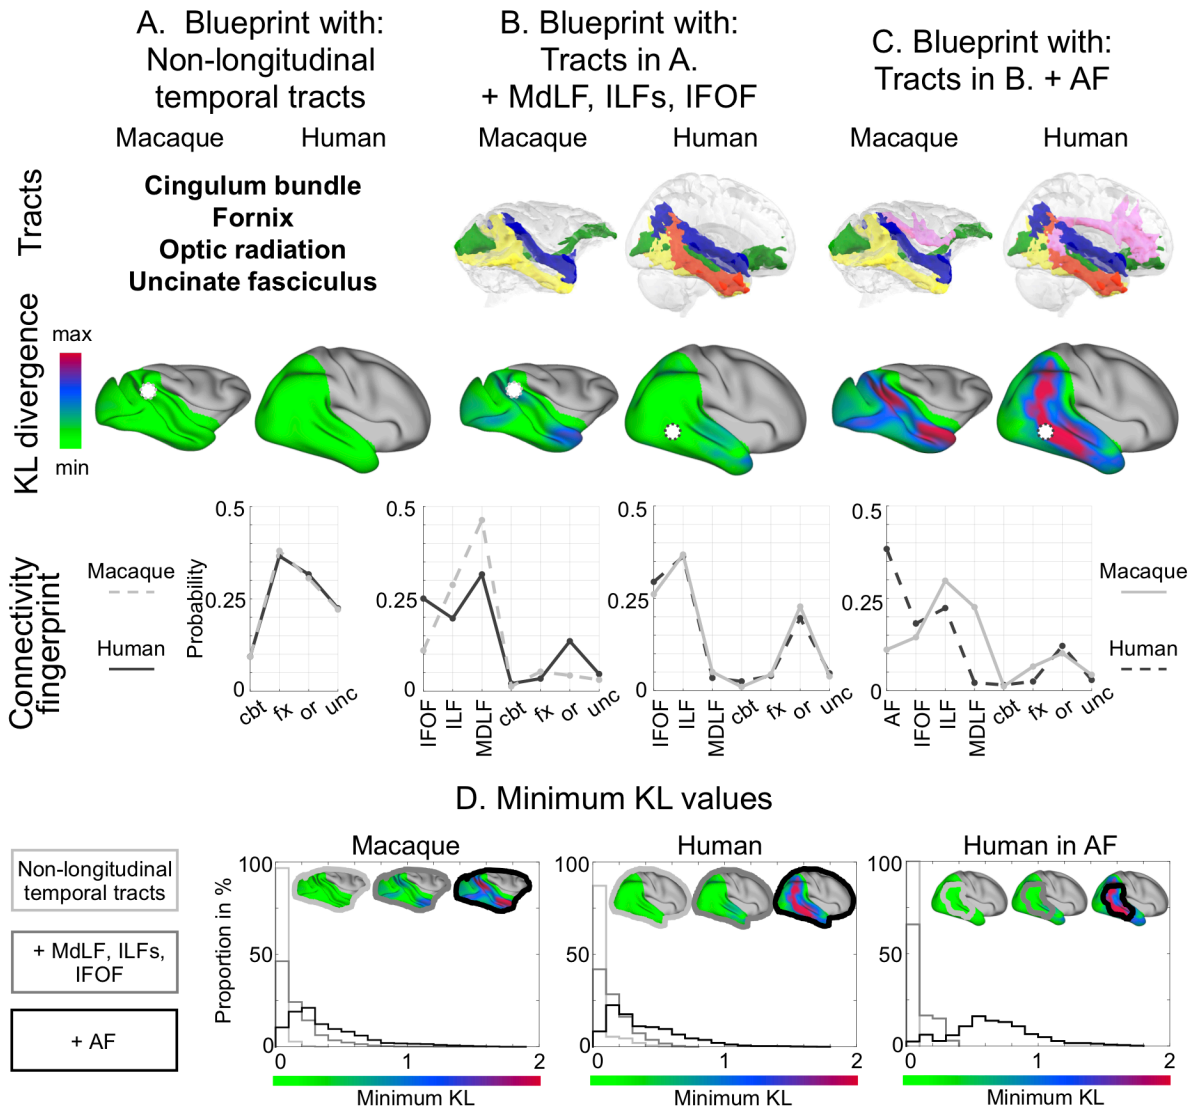 A. Blueprint with:
Non-longitudinal
temporal tracts
B. Blueprint with:
Tracts in A.
+ MdLF, ILFs, IFOF
C. Blueprint with:
Tracts in B. + AF
Macaque
Human
Macaque
Human
Macaque
Human
Tracts
Cingulum bundle
Fornix
Optic radiation
Uncinate fasciculus
KL divergence
max
min
Connectivity
fingerprint
Macaque
Human
Probability
0.5
0.25
0
cbt
fx
or
unc
0.5
0.25
0
IFOF
ILF
MDLF
cbt
fx
or
unc
0.5
0.25
0
IFOF
ILF
MDLF
cbt
fx
or
unc
0.5
0.25
0
AF
IFOF
ILF
MDLF
cbt
fx
or
unc
Macaque
Human
D. Minimum KL values
Non-longitudinal
temporal tracts
+ MdLF, ILFs,
IFOF
+ AF
Macaque
Proportion in %
100
50
0
0
1
2
Minimum KL
Human
100
50
0
0
1
2
Minimum KL
Human in AF
100
50
0
0
1
2
Minimum KL